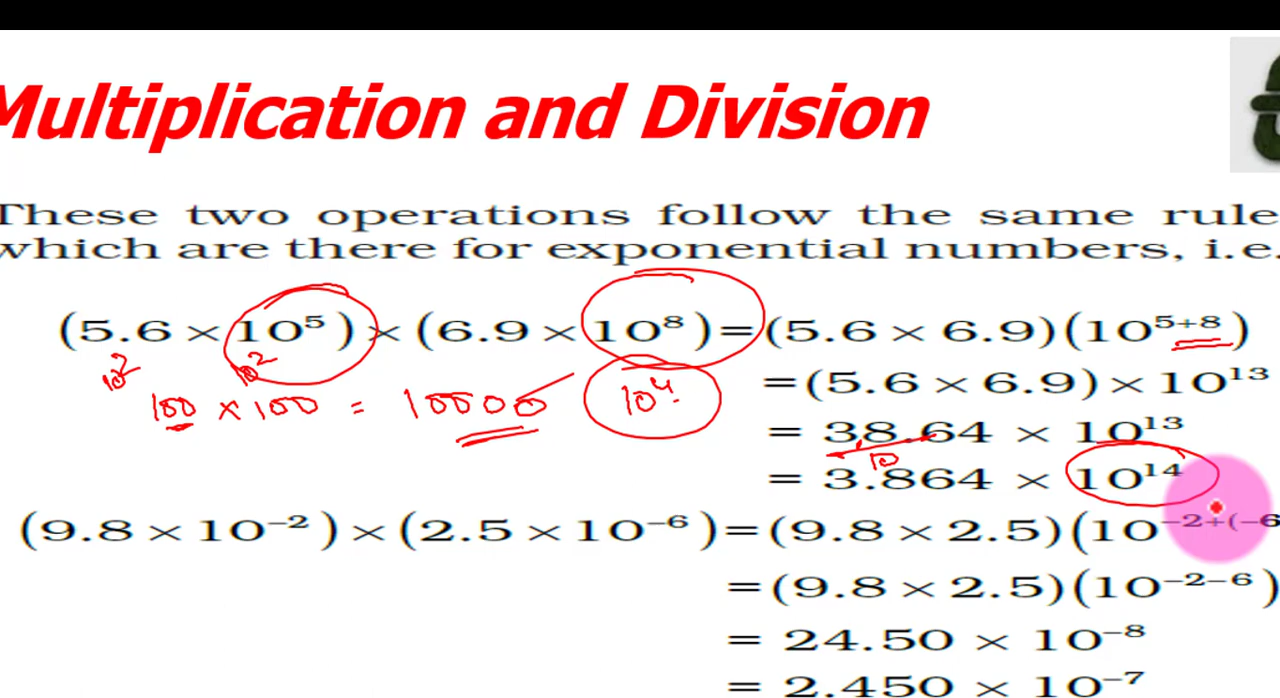 Multiplication and Division
These two operations follow the same rule
which are there for exponential numbers, i.e.
(5.6 × 10⁵) × (6.9 × 10⁸) = (5.6 × 6.9)(10⁵⁺⁸)
= (5.6 × 6.9) × 10¹³
10² 10²
100 × 100 = 10000 10⁴
= 38.64 × 10¹³
10
= 3.864 × 10¹⁴
(9.8 × 10⁻²) × (2.5 × 10⁻⁶) = (9.8 × 2.5)(10⁻²⁺⁽⁻⁶
= (9.8 × 2.5)(10⁻²⁻⁶)
= 24.50 × 10⁻⁸
= 2.450 × 10⁻⁷